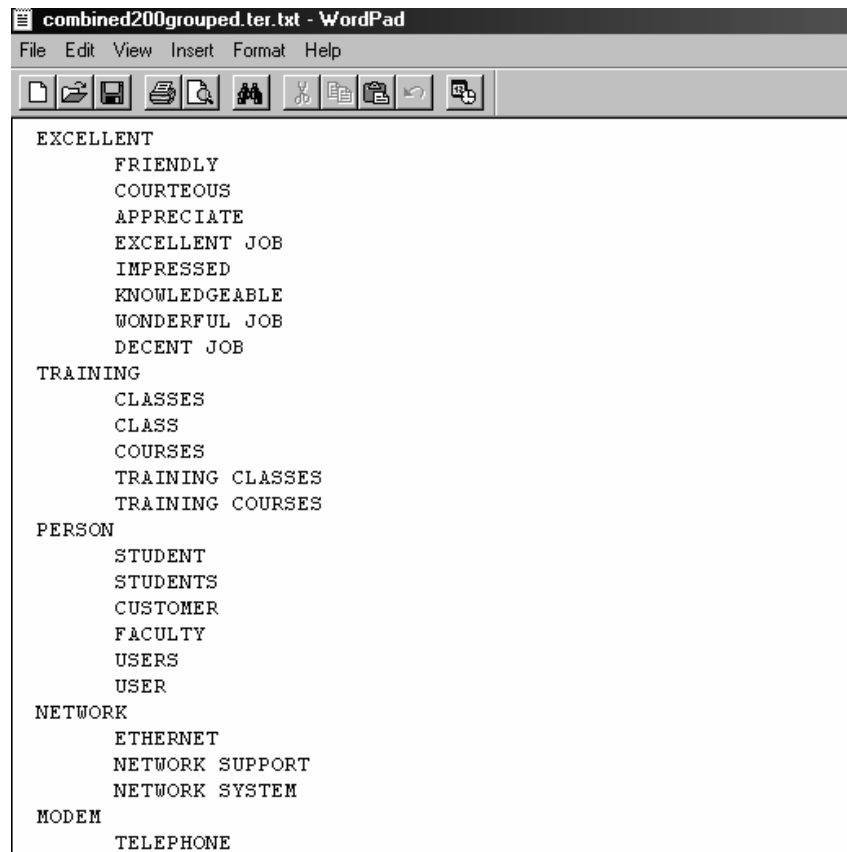 combined200grouped.ter.txt - WordPad
File Edit View Insert Format Help
EXCELLENT
FRIENDLY
COURTEOUS
APPRECIATE
EXCELLENT JOB
IMPRESSED
KNOWLEDGEABLE
WONDERFUL JOB
DECENT JOB
TRAINING
CLASSES
CLASS
COURSES
TRAINING CLASSES
TRAINING COURSES
PERSON
STUDENT
STUDENTS
CUSTOMER
FACULTY
USERS
USER
NETWORK
ETHERNET
NETWORK SUPPORT
NETWORK SYSTEM
MODEM
TELEPHONE